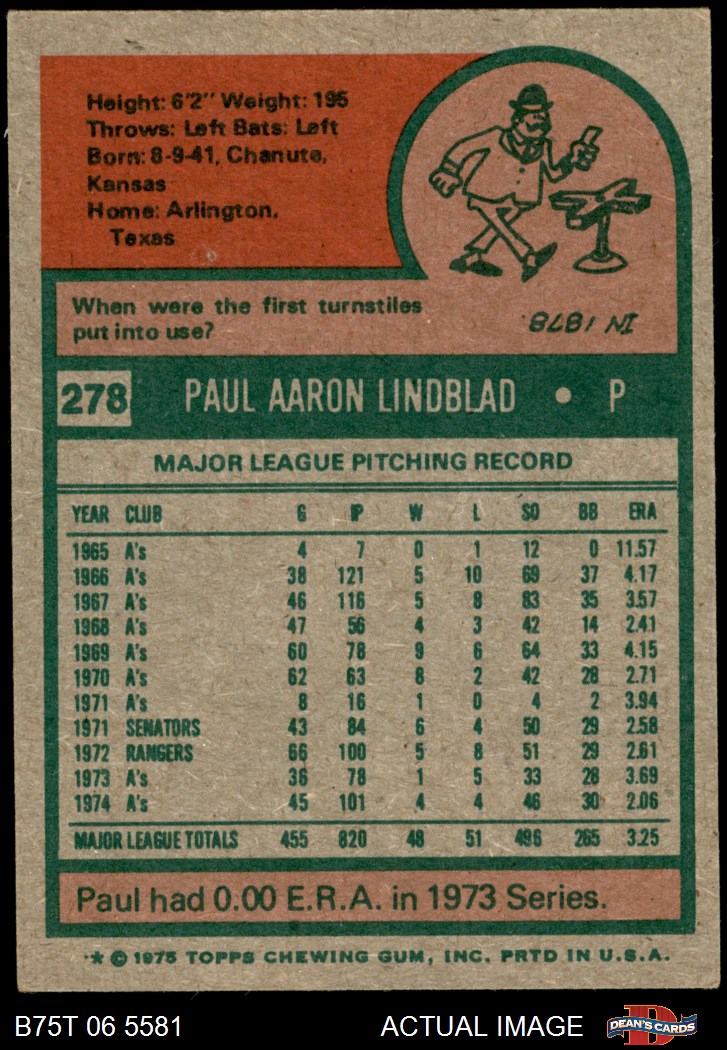 Height: 6'2" Weight: 195
Throws: Left Bats: Left
Born: 8-9-41, Chanute,
Kansas
Home: Arlington,
Texas
When were the first turnstiles
put into use?
IN 1878.
278 PAUL AARON LINDBLAD • P
MAJOR LEAGUE PITCHING RECORD
YEAR CLUB G IP W L SO BB ERA
1965 A's 4 7 0 1 12 0 11.57
1966 A's 38 121 5 10 69 37 4.17
1967 A's 46 116 5 8 83 35 3.57
1968 A's 47 56 4 3 42 14 2.41
1969 A's 60 78 9 6 64 33 4.15
1970 A's 62 63 8 2 42 28 2.71
1971 A's 8 16 1 0 4 2 3.94
1971 SENATORS 43 84 6 4 50 29 2.58
1972 RANGERS 66 100 5 8 51 29 2.61
1973 A's 36 78 1 5 33 28 3.69
1974 A's 45 101 4 4 46 30 2.06
MAJOR LEAGUE TOTALS 455 820 48 51 496 265 3.25
Paul had 0.00 E.R.A. in 1973 Series.
* © 1975 TOPPS CHEWING GUM, INC. PRTD IN U.S.A.
B75T 06 5581 ACTUAL IMAGE D DEAN'S CARDS